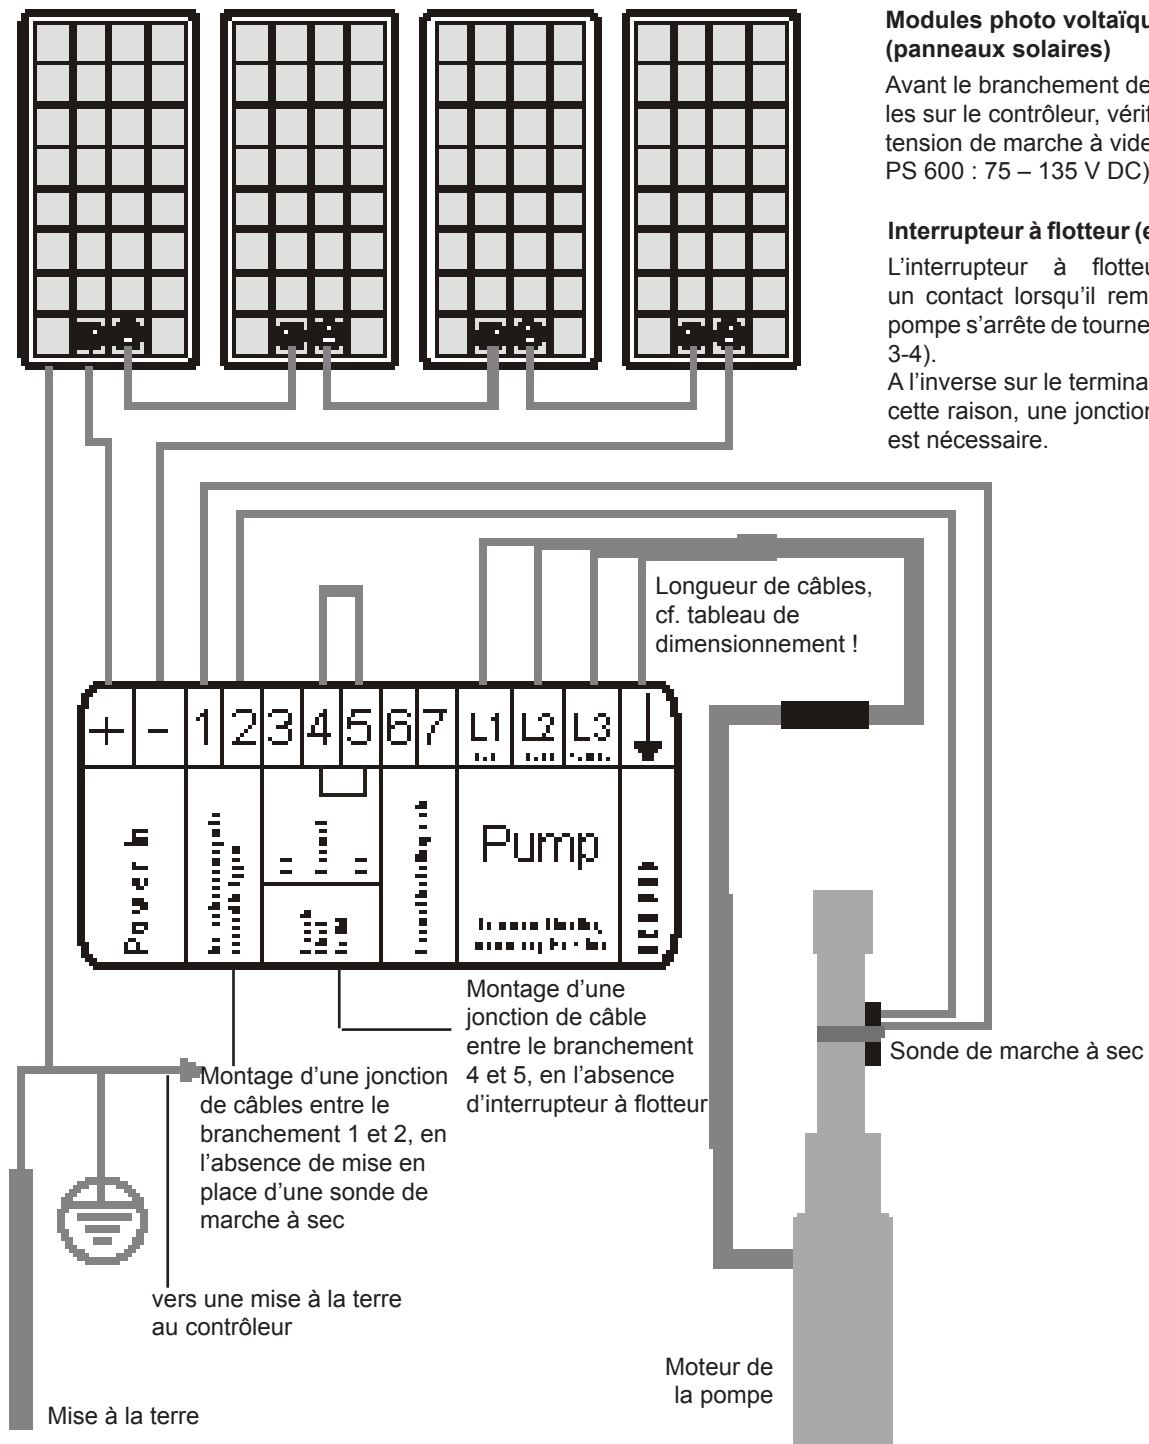 Modules photo voltaïqu
(panneaux solaires)
Avant le branchement de
les sur le contrôleur, vérif
tension de marche à vide
PS 600 : 75 – 135 V DC)
Interrupteur à flotteur (e
L’interrupteur à flotteu
un contact lorsqu’il rem
pompe s’arrête de tourne
3-4).
A l’inverse sur le termina
cette raison, une jonction
est nécessaire.
Longueur de câbles,
cf. tableau de
dimensionnement !
+ - 1 2 3 4 5 6 7 L1 L2 L3
Power in
Pump
Montage d’une
jonction de câble
entre le branchement
4 et 5, en l’absence
d’interrupteur à flotteur
Sonde de marche à sec
Montage d’une jonction
de câbles entre le
branchement 1 et 2, en
l’absence de mise en
place d’une sonde de
marche à sec
vers une mise à la terre
au contrôleur
Moteur de
la pompe
Mise à la terre